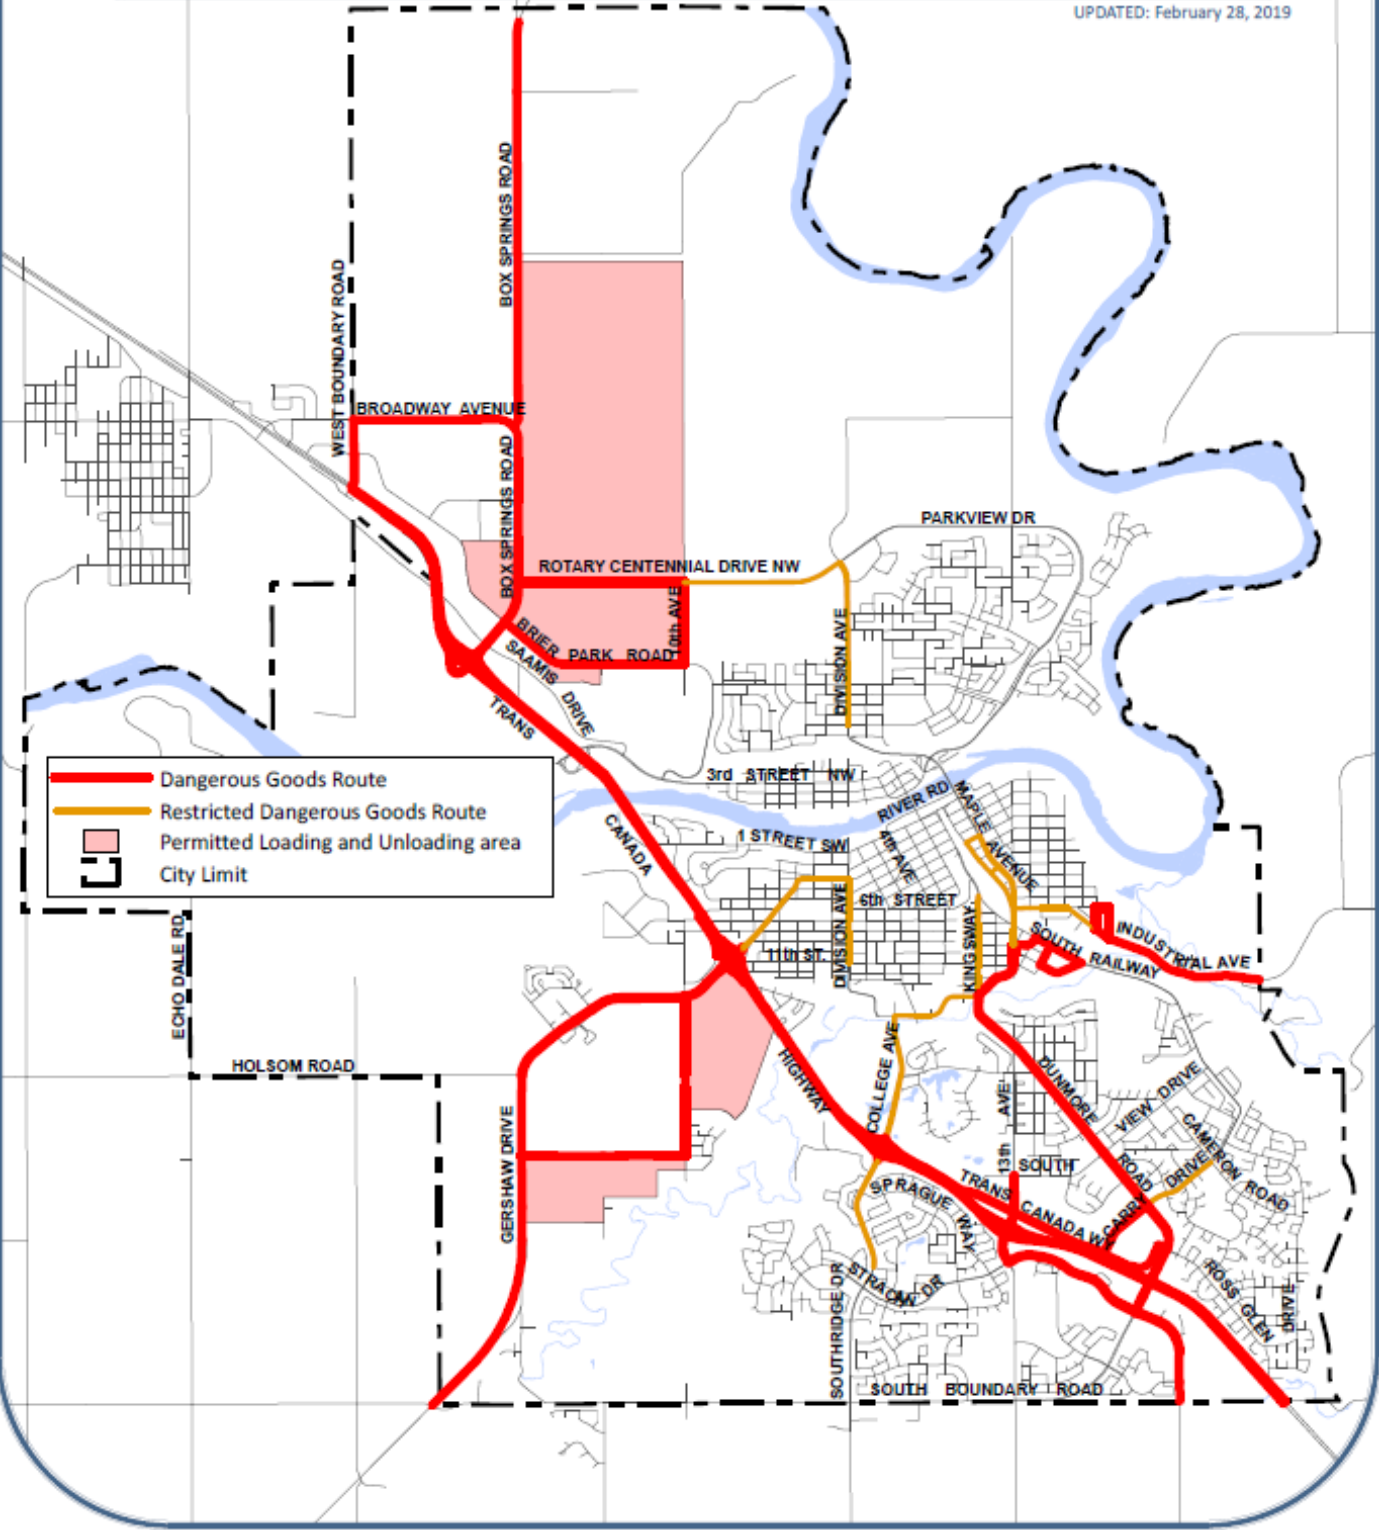 UPDATED: February 28, 2019
BOX SPRINGS ROAD
WEST BOUNDARY ROAD
BROADWAY AVENUE
BOX SPRINGS ROAD
PARKVIEW DR
ROTARY CENTENNIAL DRIVE NW
10th AVE
DIVISION AVE
BRIER PARK ROAD
SAAMIS DRIVE
TRANS
CANADA
HIGHWAY
Dangerous Goods Route
Restricted Dangerous Goods Route
Permitted Loading and Unloading area
City Limit
3rd STREET NW
RIVER RD
MAPLE AVENUE
1 STREET SW
4th AVE
6th STREET
DIVISION AVE
11th ST.
KINGSWAY
SOUTH RAILWAY
INDUSTRIAL AVE
ECHO DALE RD
HOLSOM ROAD
GERSHAW DRIVE
COLLEGE AVE
13th AVE
SOUTH
DUNMORE ROAD
VIEW DRIVE
CAMERON ROAD
CARRY DRIVE
SPRAGUE WAY
TRANS CANADA WY
STRACHAN DR
SOUTHRIDGE DR
ROSS GLEN DRIVE
SOUTH BOUNDARY ROAD